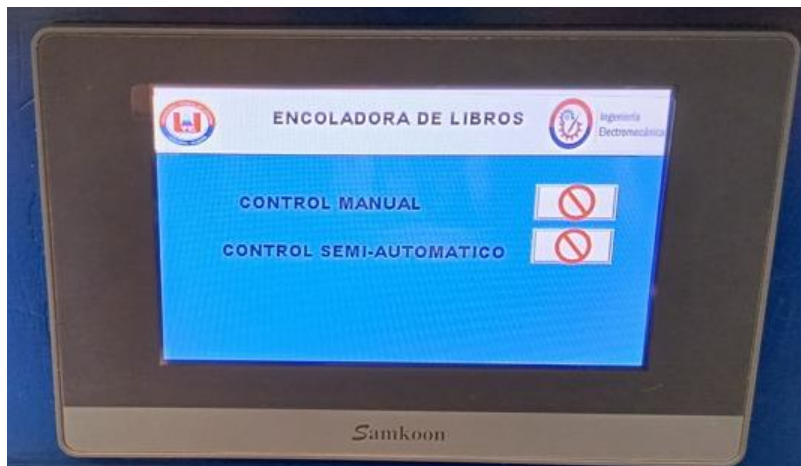 ENCOLADORA DE LIBROS
Ingeniería
Electromecánica
CONTROL MANUAL
CONTROL SEMI-AUTOMATICO
Samkoon